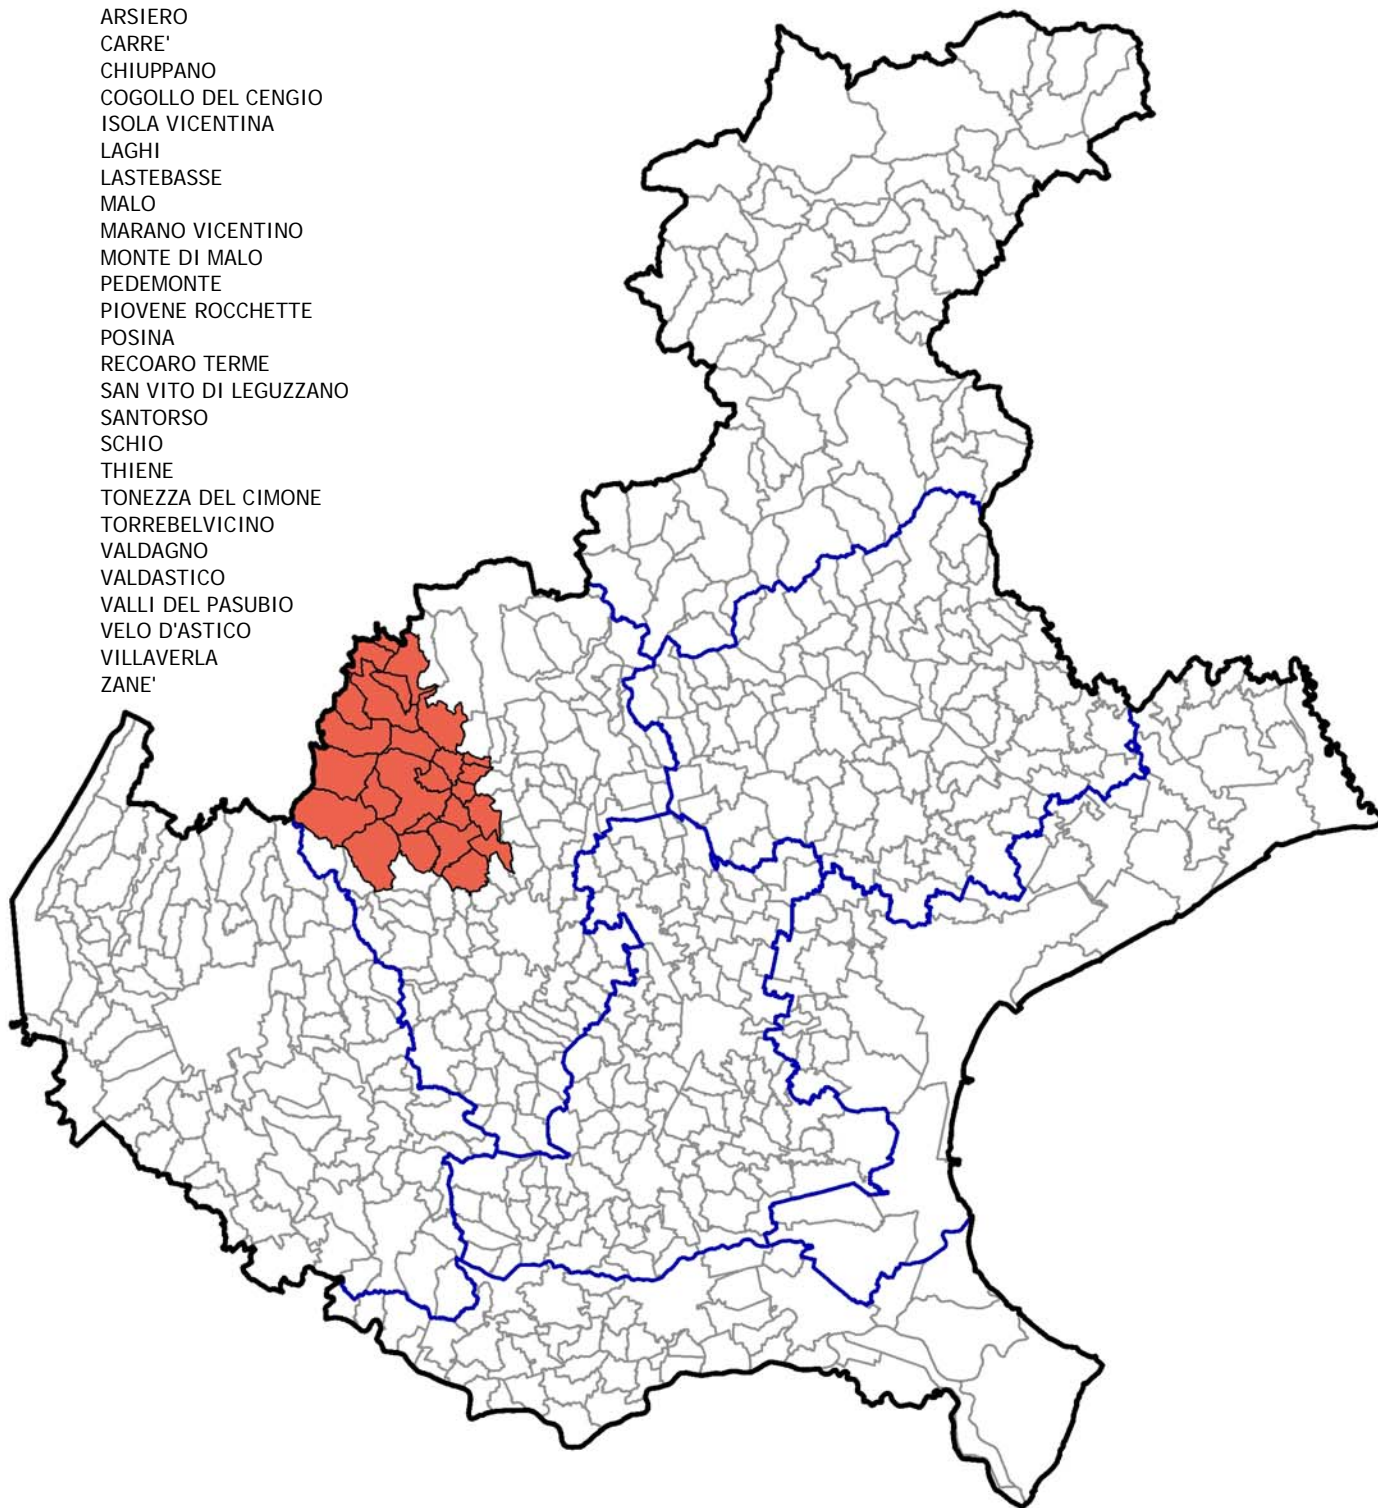 ARSIERO
CARRE'
CHIUPPANO
COGOLLO DEL CENGIO
ISOLA VICENTINA
LAGHI
LASTEBASSE
MALO
MARANO VICENTINO
MONTE DI MALO
PEDEMONTE
PIOVENE ROCCHETTE
POSINA
RECOARO TERME
SAN VITO DI LEGUZZANO
SANTORSO
SCHIO
THIENE
TONEZZA DEL CIMONE
TORREBELVICINO
VALDAGNO
VALDASTICO
VALLI DEL PASUBIO
VELO D'ASTICO
VILLAVERLA
ZANE'